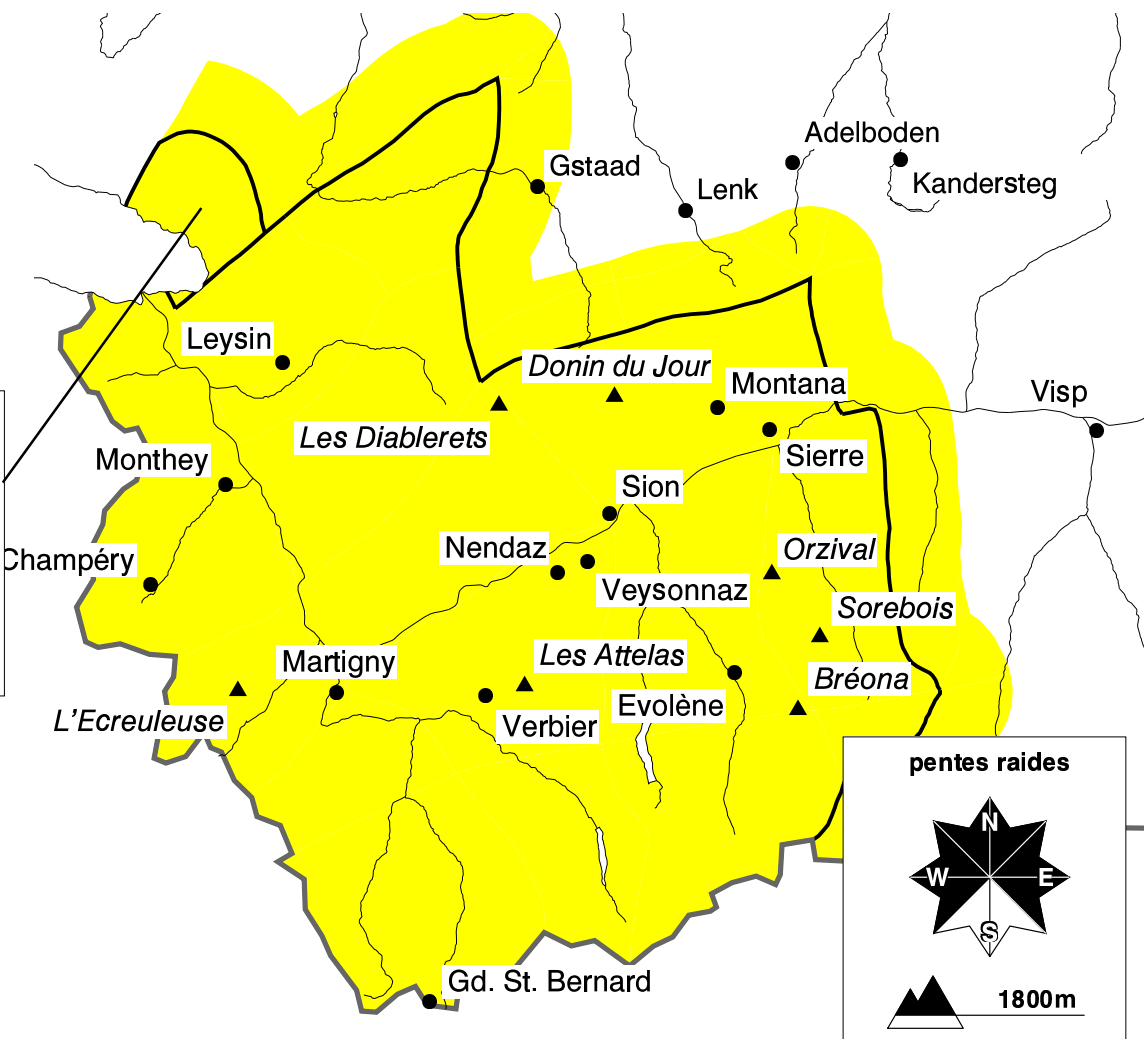 Adelboden
Gstaad
Lenk
Kandersteg
Leysin
Donin du Jour
Montana
Visp
Les Diablerets
Sierre
Monthey
Sion
Nendaz
Orzival
Champéry
Veysonnaz
Sorebois
Les Attelas
Martigny
Bréona
Evolène
L'Ecreuleuse
Verbier
pentes raides
N
W E
S
Gd. St. Bernard
1800m